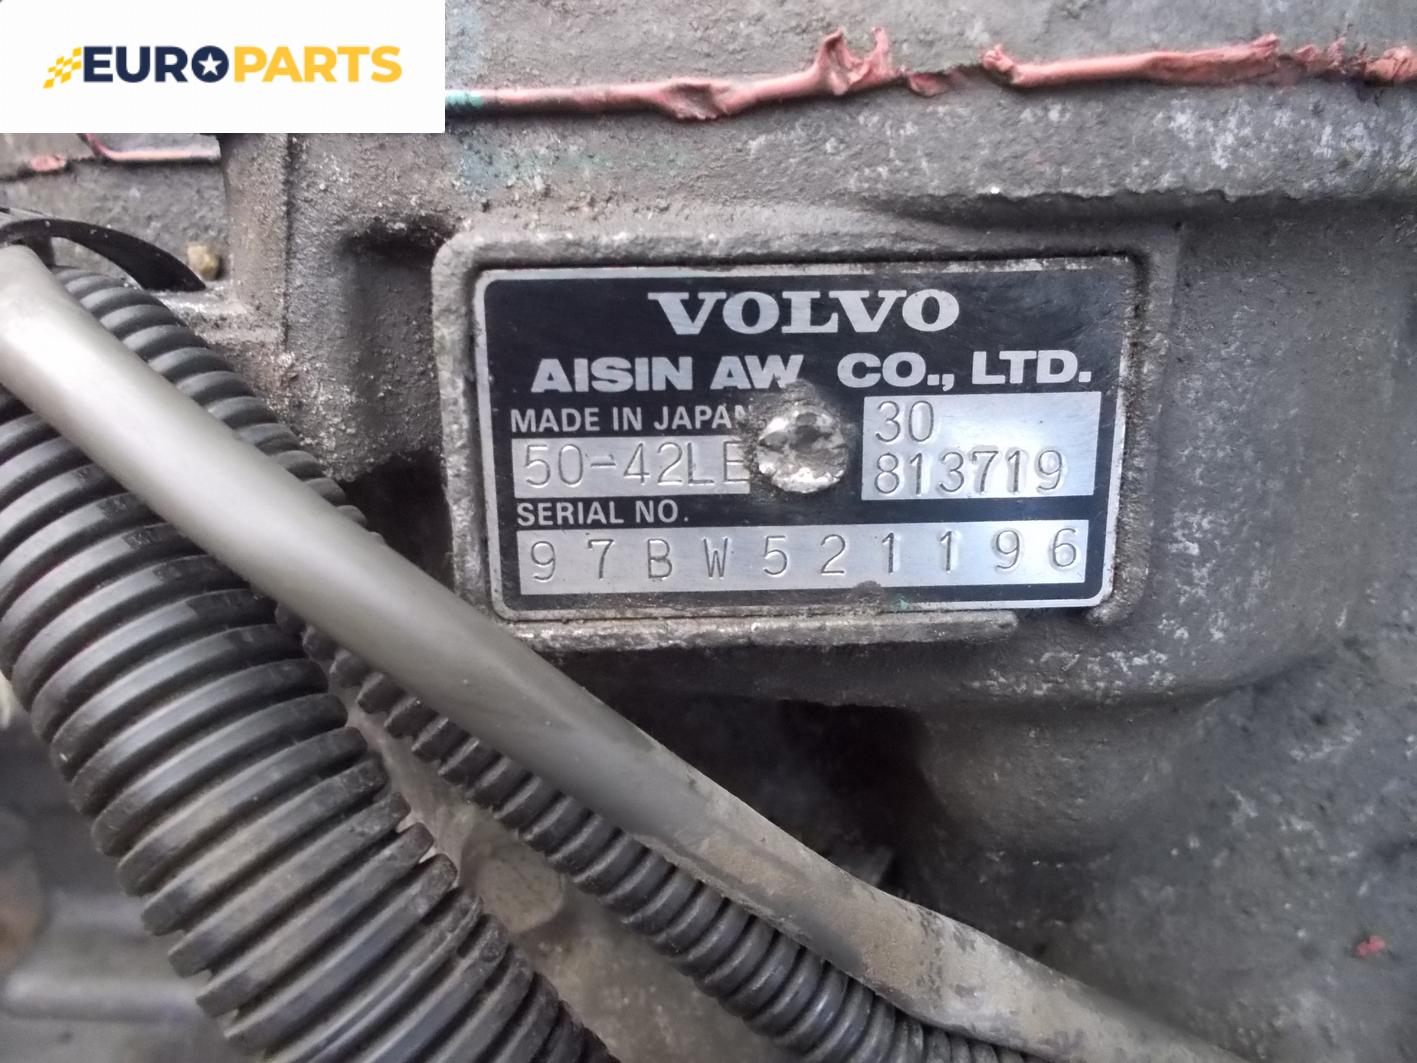 EUROPARTS
VOLVO
AISIN AW CO., LTD.
MADE IN JAPAN
30
50-42LE
813719
SERIAL NO.
97BW521196